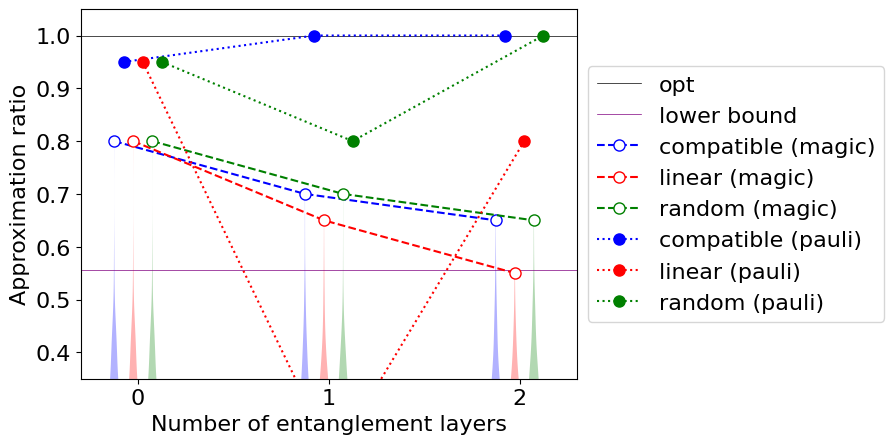 Approximation ratio
1.0
0.9
0.8
0.7
0.6
0.5
0.4
0
1
2
Number of entanglement layers
opt
lower bound
compatible (magic)
linear (magic)
random (magic)
compatible (pauli)
linear (pauli)
random (pauli)